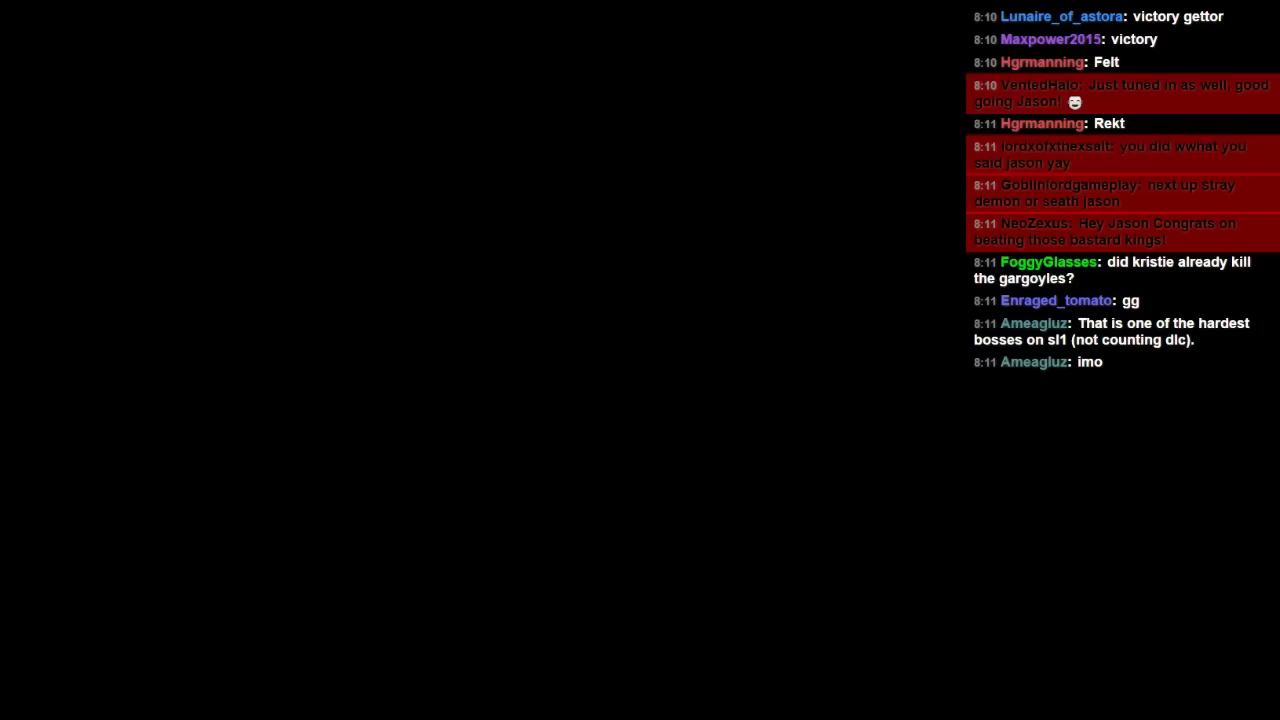 8:10 Lunaire_of_astora: victory gettor
8:10 Maxpower2015: victory
8:10 Hgrmanning: Felt
8:10 VentedHalo: Just tuned in as well, good
going Jason!
8:11 Hgrmanning: Rekt
8:11 lordxofxthexsalt: you did wwhat you
said jason yay
8:11 Goblinlordgameplay: next up stray
demon or seath jason
8:11 NeoZexus: Hey Jason Congrats on
beating those bastard kings!
8:11 FoggyGlasses: did kristie already kill
the gargoyles?
8:11 Enraged_tomato: gg
8:11 Ameagluz: That is one of the hardest
bosses on sl1 (not counting dlc).
8:11 Ameagluz: imo